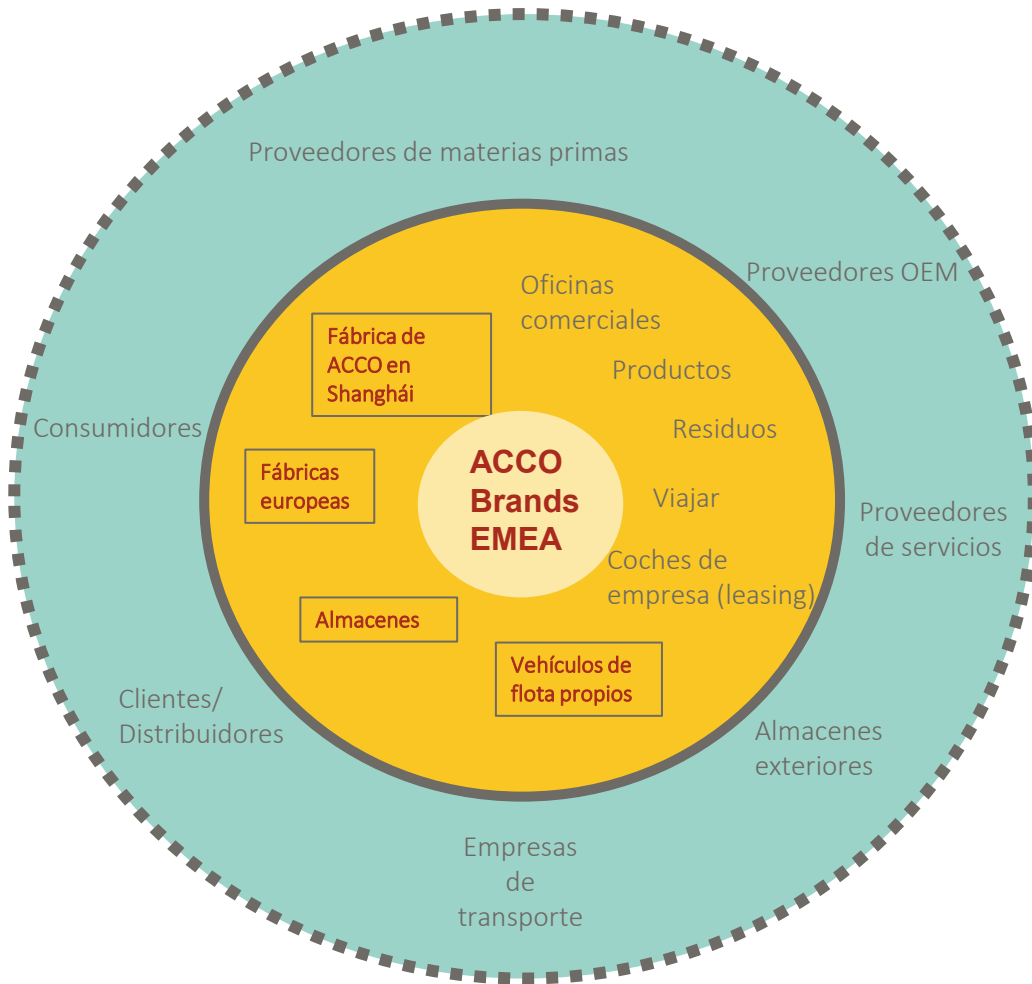 Proveedores de materias primas
Proveedores OEM
Oficinas
comerciales
Fábrica de
ACCO en
Shanghái
Productos
Consumidores
Residuos
ACCO
Brands
EMEA
Fábricas
europeas
Viajar
Proveedores
de servicios
Coches de
empresa (leasing)
Almacenes
Vehículos de
flota propios
Clientes/
Distribuidores
Almacenes
exteriores
Empresas
de
transporte